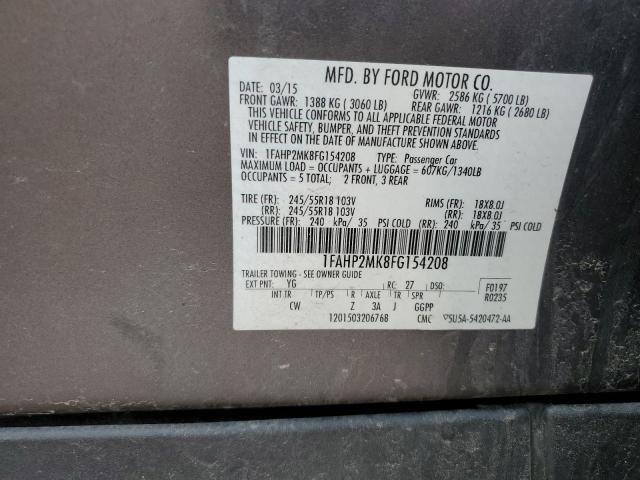 MFD. BY FORD MOTOR CO.
DATE: 03/15 GVWR: 2586 KG ( 5700 LB)
FRONT GAWR: 1388 KG ( 3060 LB) REAR GAWR: 1216 KG ( 2680 LB)
THIS VEHICLE CONFORMS TO ALL APPLICABLE FEDERAL MOTOR
VEHICLE SAFETY, BUMPER, AND THEFT PREVENTION STANDARDS
IN EFFECT ON THE DATE OF MANUFACTURE SHOWN ABOVE.
VIN: 1FAHP2MK8FG154208 TYPE: Passenger Car
MAXIMUM LOAD = OCCUPANTS + LUGGAGE = 607KG/1340LB
OCCUPANTS = 5 TOTAL; 2 FRONT, 3 REAR
TIRE (FR): 245/55R18 103V RIMS (FR): 18X8.0J
(RR): 245/55R18 103V (RR): 18X8.0J
PRESSURE (FR): 240 kPa/ 35 PSI COLD (RR): 240 kPa/ 35 PSI COLD
1FAHP2MK8FG154208
TRAILER TOWING - SEE OWNER GUIDE
EXT PNT: YG RC: 27 DSO: F0197
INT TR TP/PS R AXLE TR SPR R0235
CW Z 3A J GGPP
1201503206768 CMC 5U5A-5420472-AA